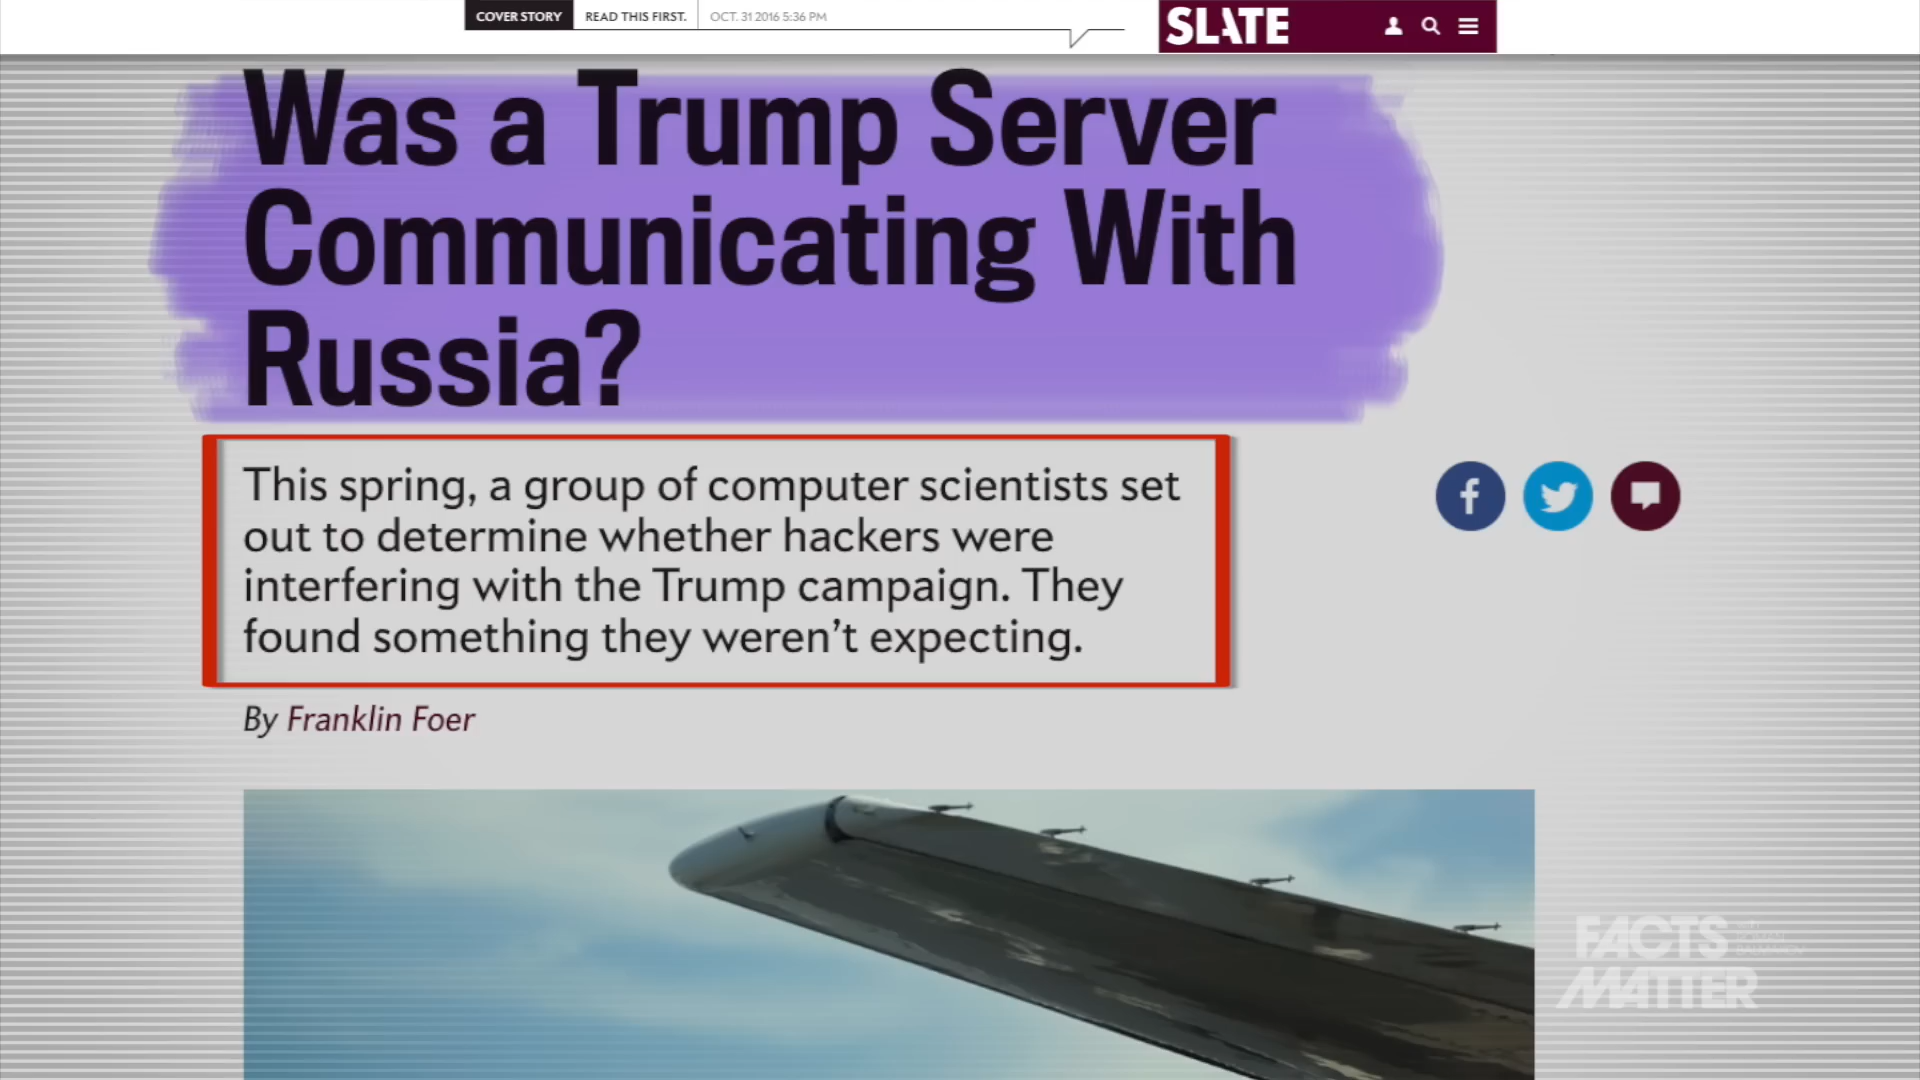 COVER STORY READ THIS FIRST. OCT. 31 2016 5:36 PM
SLATE
Was a Trump Server
Communicating With
Russia?
This spring, a group of computer scientists set
out to determine whether hackers were
interfering with the Trump campaign. They
found something they weren't expecting.
By Franklin Foer
FACTS
MATTER